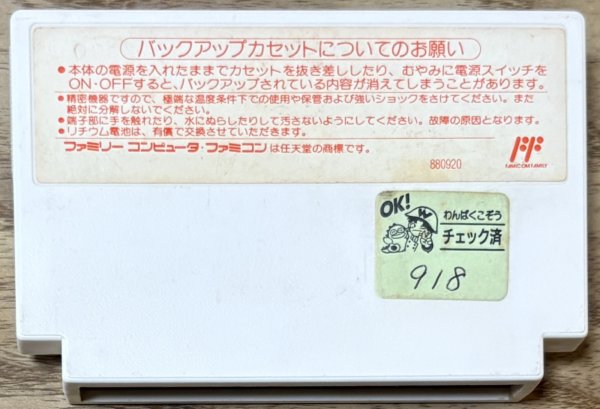 バックアップカセットについてのお願い
●本体の電源を入れたままでカセットを抜き差ししたり、むやみに電源スイッチを
ON・OFFすると、バックアップされている内容が消えてしまうことがあります。
●精密機器ですので、極端な温度条件下での使用や保管および強いショックをさけてください。また
絶対に分解しないでください。
●端子部に手を触れたり、水にぬらしたりして汚さないようにしてください。故障の原因となります。
●リチウム電池は、有償で交換させていただきます。
ファミリー コンピュータ・ファミコンは任天堂の商標です。
880920
FAMICOM FAMILY
OK!
わんぱくこぞう
チェック済
918